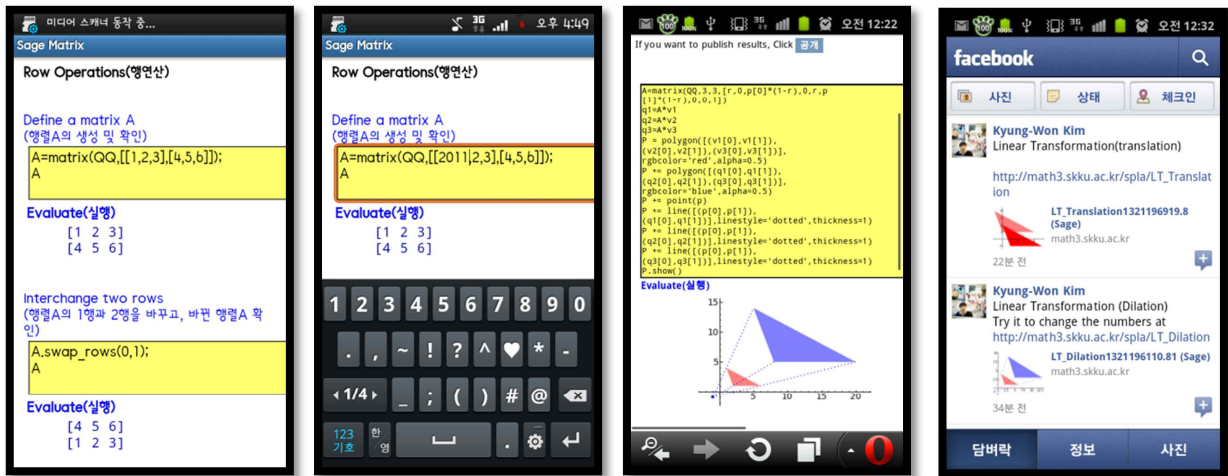 미디어 스캐너 동작 중...
Sage Matrix
Row Operations(행연산)
Define a matrix A
(행렬A의 생성 및 확인)
A=matrix(QQ,[[1,2,3],[4,5,6]]);
A
Evaluate(실행)
[1 2 3]
[4 5 6]
Interchange two rows
(행렬A의 1행과 2행을 바꾸고, 바뀐 행렬A 확
인)
A.swap_rows(0,1);
A
Evaluate(실행)
[4 5 6]
[1 2 3]
3G
오후 4:49
Sage Matrix
Row Operations(행연산)
Define a matrix A
(행렬A의 생성 및 확인)
A=matrix(QQ,[[2011,2,3],[4,5,6]]);
A
Evaluate(실행)
[1 2 3]
[4 5 6]
1 2 3 4 5 6 7 8 9 0
. , ~ ! ? ^ ♥ * -
1/4 _ ; ( ) # @
123 한
기호 영 .
100 100% 3G 오전 12:22
If you want to publish results, Click 공개
A=matrix(QQ,3,3,[r,0,p[0]*(1-r),0,r,p
[1]*(1-r),0,0,1])
q1=A*v1
q2=A*v2
q3=A*v3
P = polygon([(v1[0],v1[1]),
(v2[0],v2[1]),(v3[0],v3[1])],
rgbcolor='red',alpha=0.5)
P += polygon([(q1[0],q1[1]),
(q2[0],q2[1]),(q3[0],q3[1])],
rgbcolor='blue',alpha=0.5)
P += point(p)
P += line([(p[0],p[1]),
(q1[0],q1[1])],linestyle='dotted',thickness=1)
P += line([(p[0],p[1]),
(q2[0],q2[1])],linestyle='dotted',thickness=1)
P += line([(p[0],p[1]),
(q3[0],q3[1])],linestyle='dotted',thickness=1)
P.show()
Evaluate(실행)
15
10
5
5 10 15 20
100 100% 3G 오전 12:32
facebook
사진 상태 체크인
Kyung-Won Kim
Linear Transformation(translation)
http://math3.skku.ac.kr/spla/LT_Translat
ion
LT_Translation1321196919.8
(Sage)
math3.skku.ac.kr
22분 전
Kyung-Won Kim
Linear Transformation (Dilation)
Try it to change the numbers at
http://math3.skku.ac.kr/spla/LT_Dilation
LT_Dilation1321196110.81 (Sage)
math3.skku.ac.kr
34분 전
담벼락 정보 사진